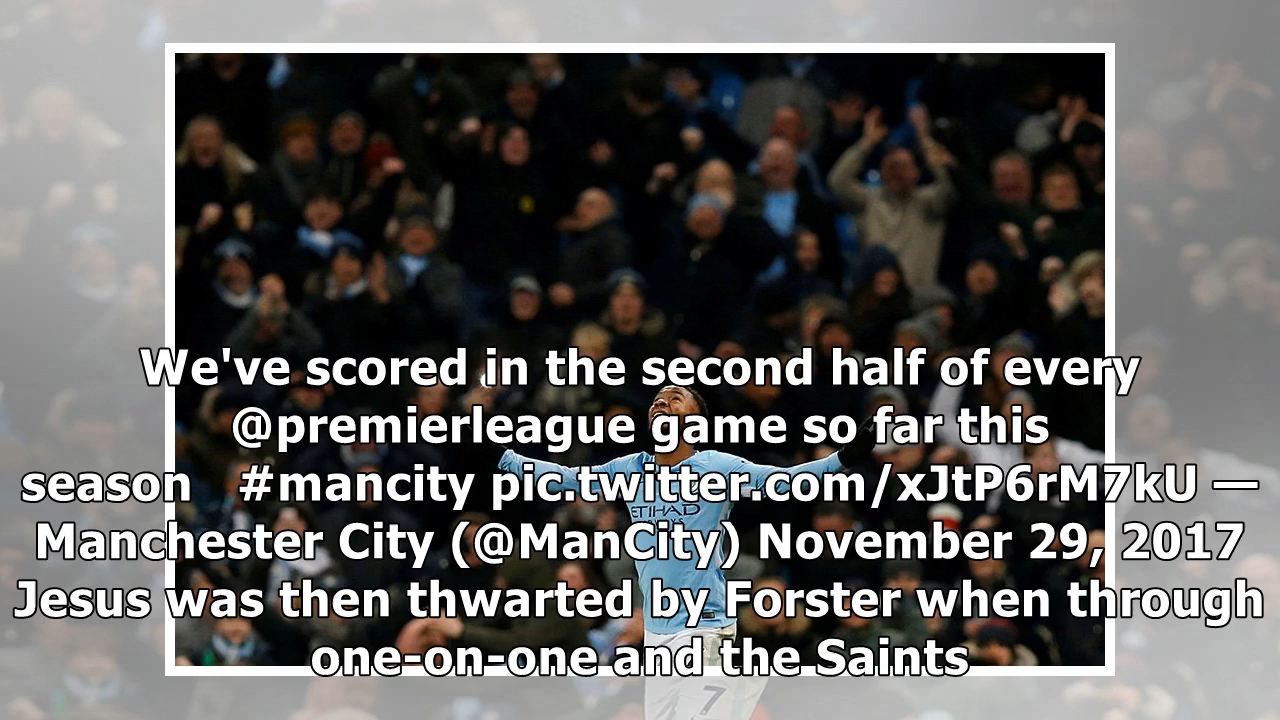 We've scored in the second half of every
@premierleague game so far this
season #mancity pic.twitter.com/xJtP6rM7kU —
Manchester City (@ManCity) November 29, 2017
Jesus was then thwarted by Forster when through
one-on-one and the Saints
ETIHAD
7